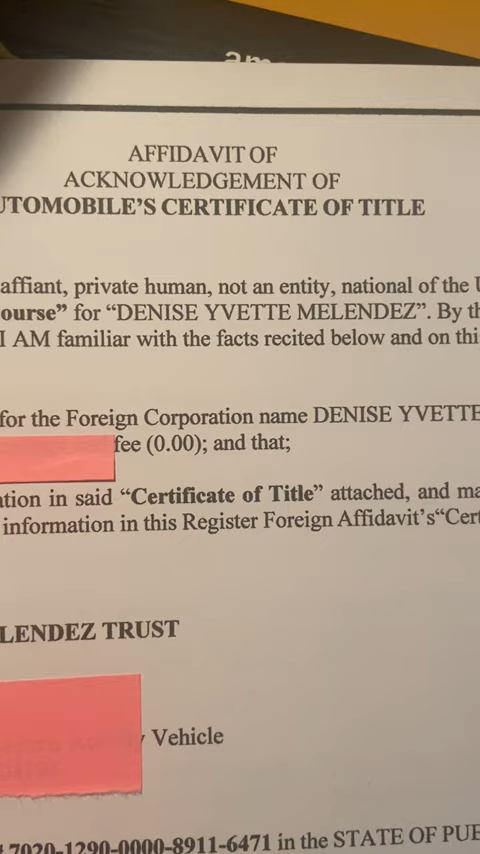 am
AFFIDAVIT OF
ACKNOWLEDGEMENT OF
UTOMOBILE'S CERTIFICATE OF TITLE
affiant, private human, not an entity, national of the U
ourse” for “DENISE YVETTE MELENDEZ”. By th
I AM familiar with the facts recited below and on thi
for the Foreign Corporation name DENISE YVETTE
fee (0.00); and that;
ation in said “Certificate of Title” attached, and ma
information in this Register Foreign Affidavit's“Cert
LENDEZ TRUST
Vehicle
7020-1290-0000-8911-6471 in the STATE OF PUE